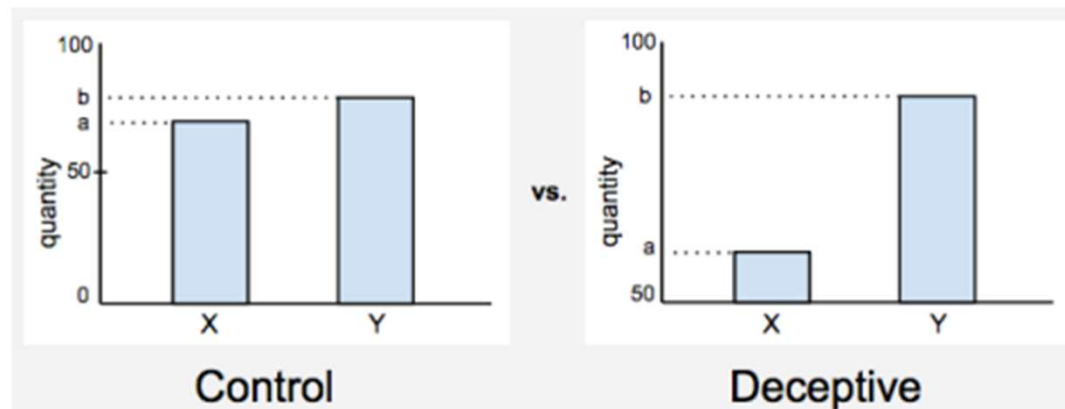 100
b
a
50
0
quantity
X Y
vs.
100
b
a
50
quantity
X Y
Control
Deceptive